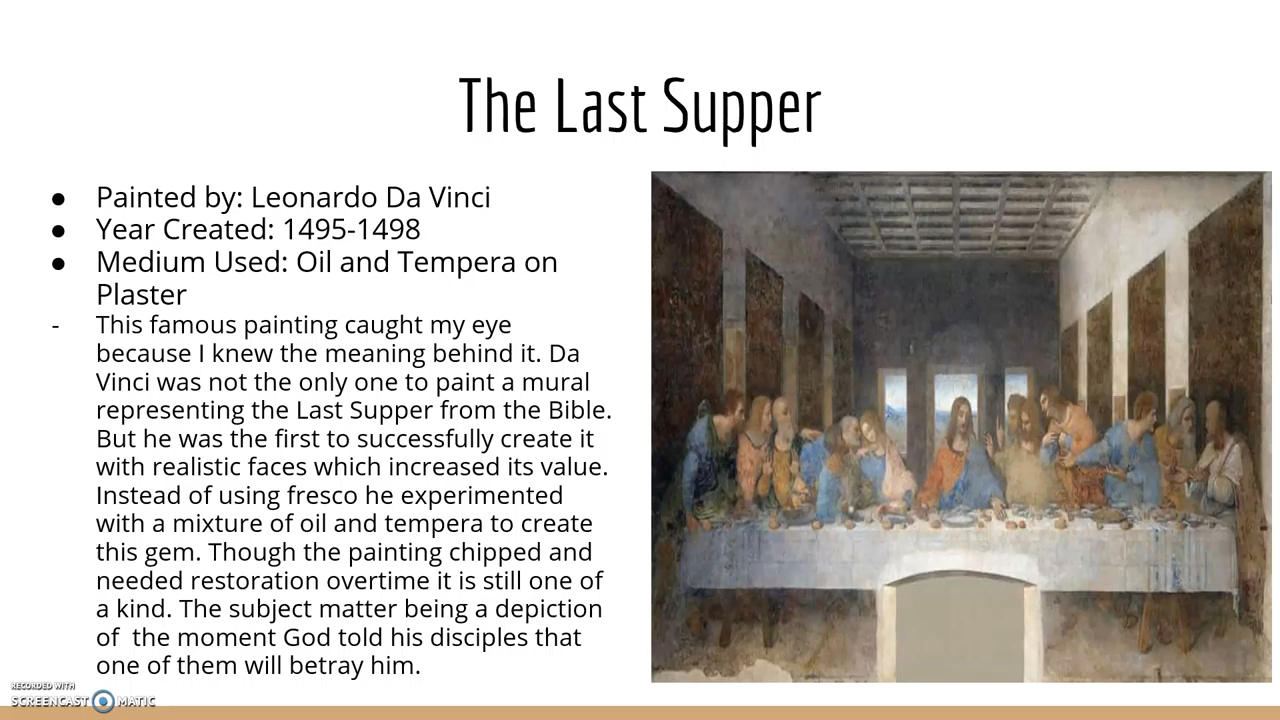 The Last Supper
● Painted by: Leonardo Da Vinci
● Year Created: 1495-1498
● Medium Used: Oil and Tempera on
Plaster
- This famous painting caught my eye
because I knew the meaning behind it. Da
Vinci was not the only one to paint a mural
representing the Last Supper from the Bible.
But he was the first to successfully create it
with realistic faces which increased its value.
Instead of using fresco he experimented
with a mixture of oil and tempera to create
this gem. Though the painting chipped and
needed restoration overtime it is still one of
a kind. The subject matter being a depiction
of  the moment God told his disciples that
one of them will betray him.
RECORDED WITH
SCREENCAST MATIC